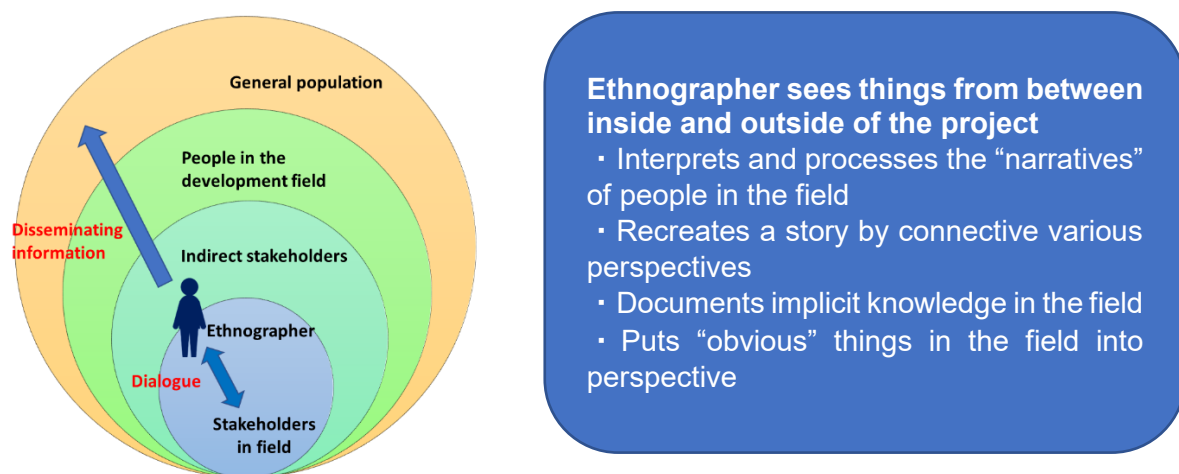 General population
People in the
development field
Disseminating
information
Indirect stakeholders
Ethnographer
Dialogue
Stakeholders
in field
Ethnographer sees things from between
inside and outside of the project
・Interprets and processes the “narratives”
of people in the field
・Recreates a story by connective various
perspectives
・Documents implicit knowledge in the field
・Puts “obvious” things in the field into
perspective